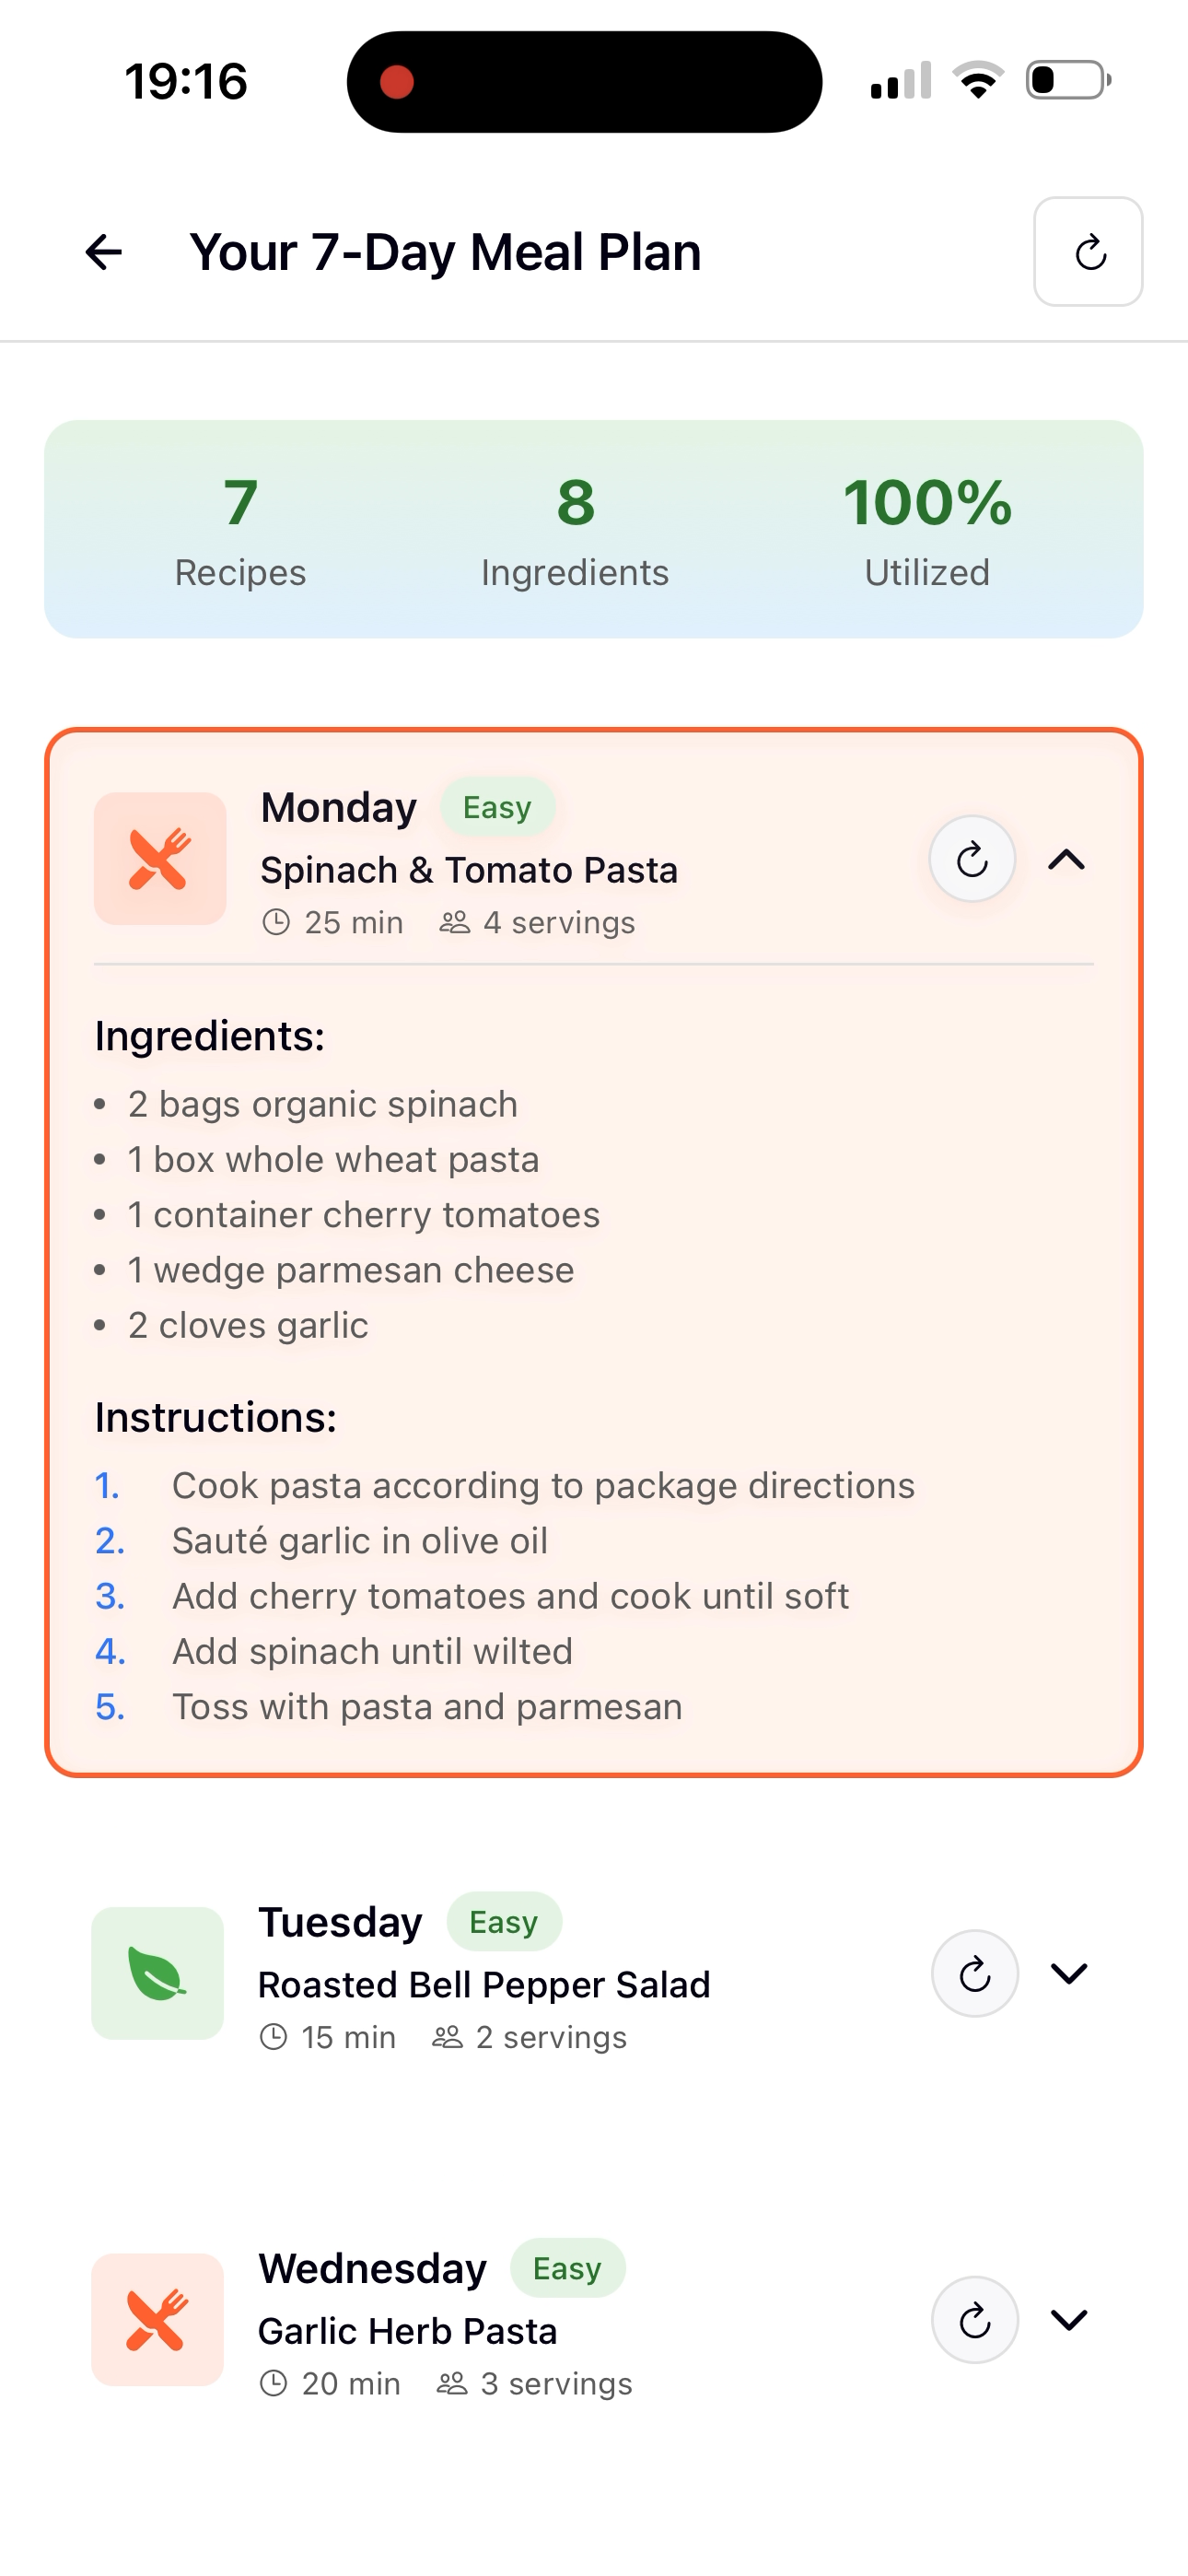 19:16
Your 7-Day Meal Plan
7 8 100%
Recipes Ingredients Utilized
Monday Easy
Spinach & Tomato Pasta
25 min 4 servings
Ingredients:
• 2 bags organic spinach
• 1 box whole wheat pasta
• 1 container cherry tomatoes
• 1 wedge parmesan cheese
• 2 cloves garlic
Instructions:
1. Cook pasta according to package directions
2. Sauté garlic in olive oil
3. Add cherry tomatoes and cook until soft
4. Add spinach until wilted
5. Toss with pasta and parmesan
Tuesday Easy
Roasted Bell Pepper Salad
15 min 2 servings
Wednesday Easy
Garlic Herb Pasta
20 min 3 servings